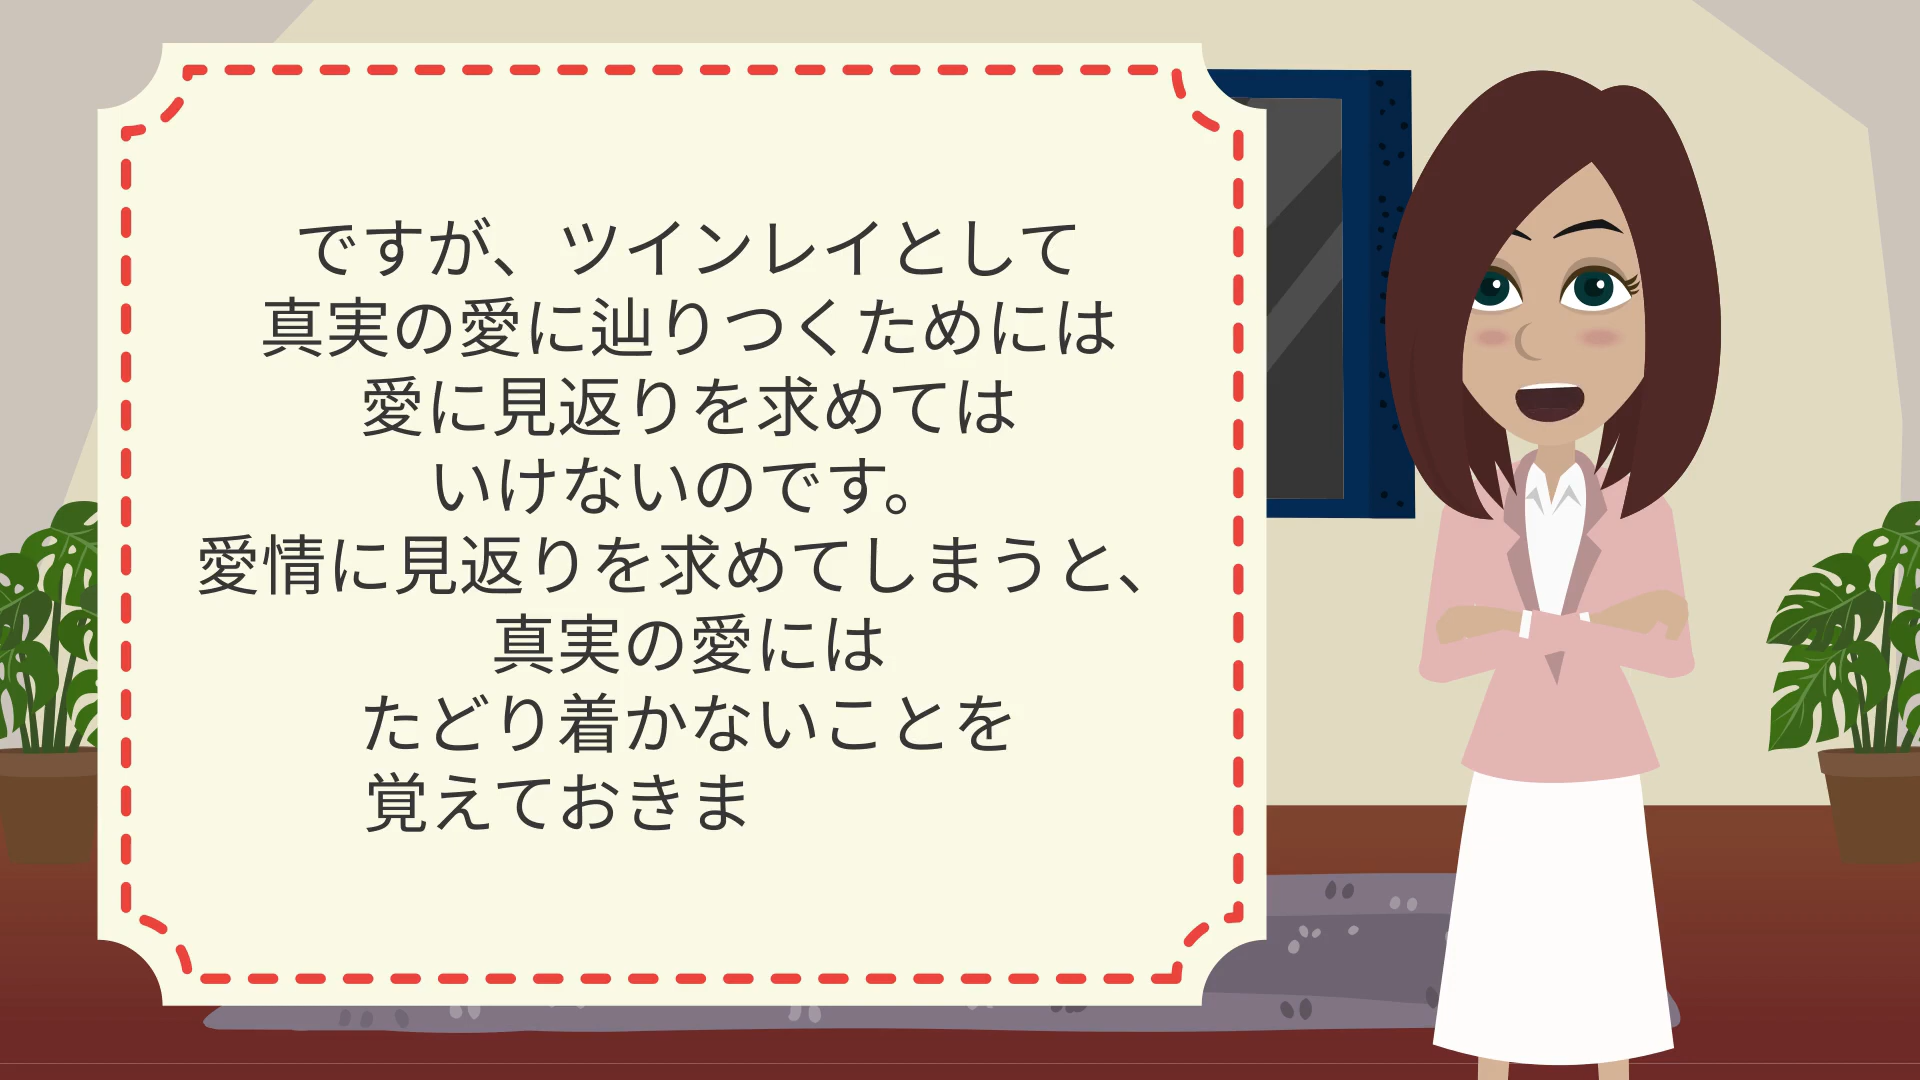 ですが、ツインレイとして
真実の愛に辿りつくためには
愛に見返りを求めては
いけないのです。
愛情に見返りを求めてしまうと、
真実の愛には
たどり着かないことを
覚えておきま